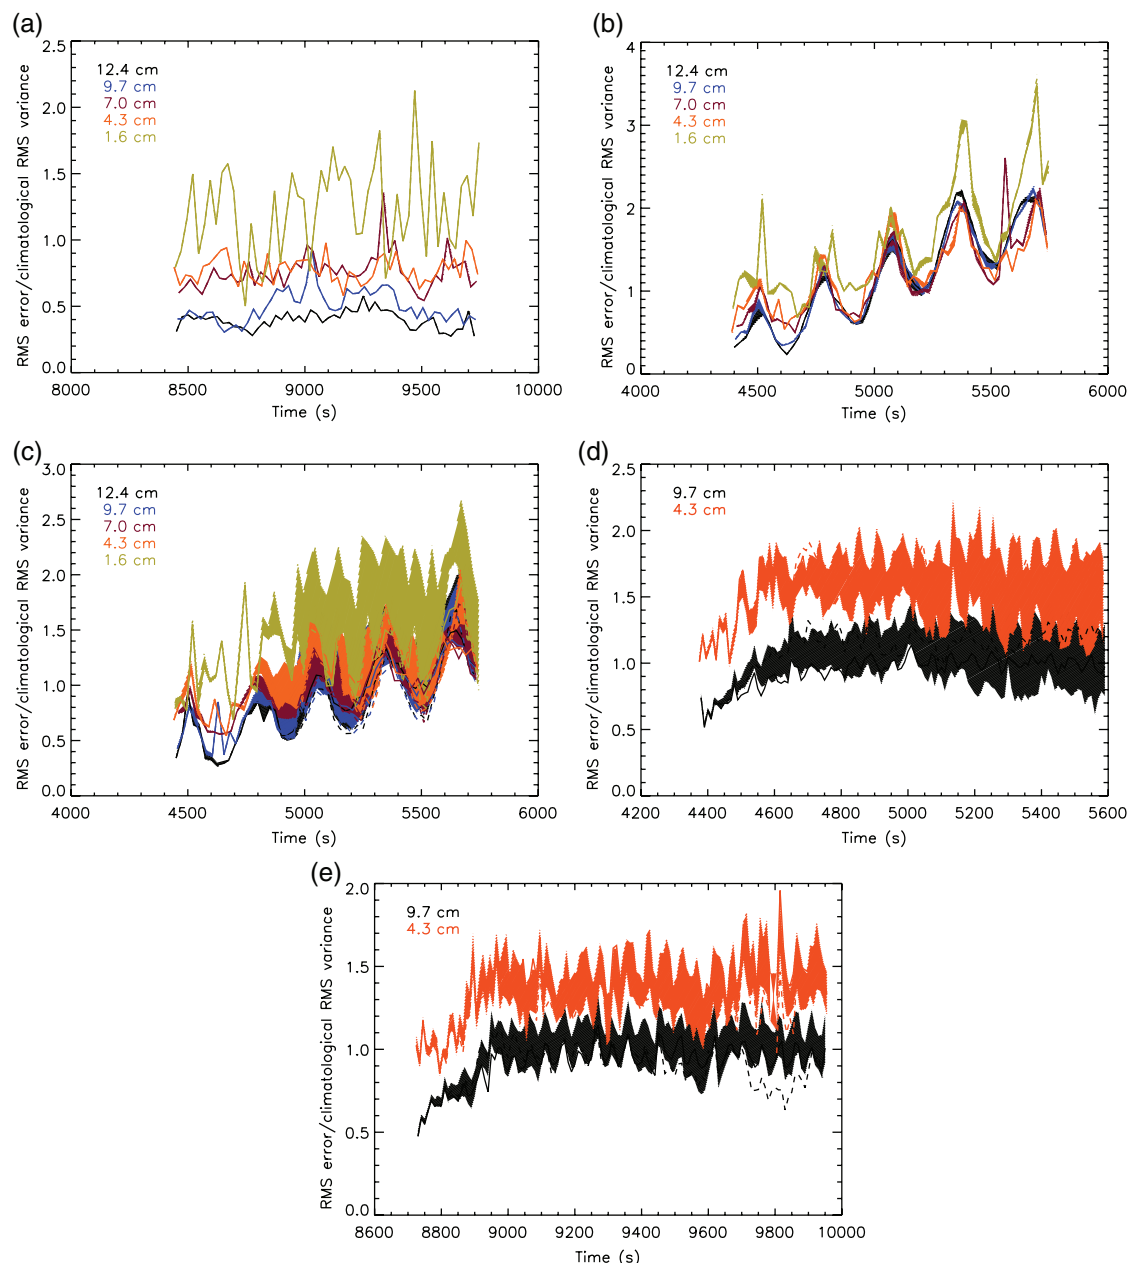 (a)
RMS error/climatological RMS variance
2.5
2.0
1.5
1.0
0.5
0.0
12.4 cm
9.7 cm
7.0 cm
4.3 cm
1.6 cm
8000 8500 9000 9500 10000
Time (s)
(b)
RMS error/climatological RMS variance
4
3
2
1
0
12.4 cm
9.7 cm
7.0 cm
4.3 cm
1.6 cm
4000 4500 5000 5500 6000
Time (s)
(c)
RMS error/climatological RMS variance
3.0
2.5
2.0
1.5
1.0
0.5
0.0
12.4 cm
9.7 cm
7.0 cm
4.3 cm
1.6 cm
4000 4500 5000 5500 6000
Time (s)
(d)
RMS error/climatological RMS variance
2.5
2.0
1.5
1.0
0.5
0.0
9.7 cm
4.3 cm
4200 4400 4600 4800 5000 5200 5400 5600
Time (s)
(e)
RMS error/climatological RMS variance
2.0
1.5
1.0
0.5
0.0
9.7 cm
4.3 cm
8600 8800 9000 9200 9400 9600 9800 10000
Time (s)